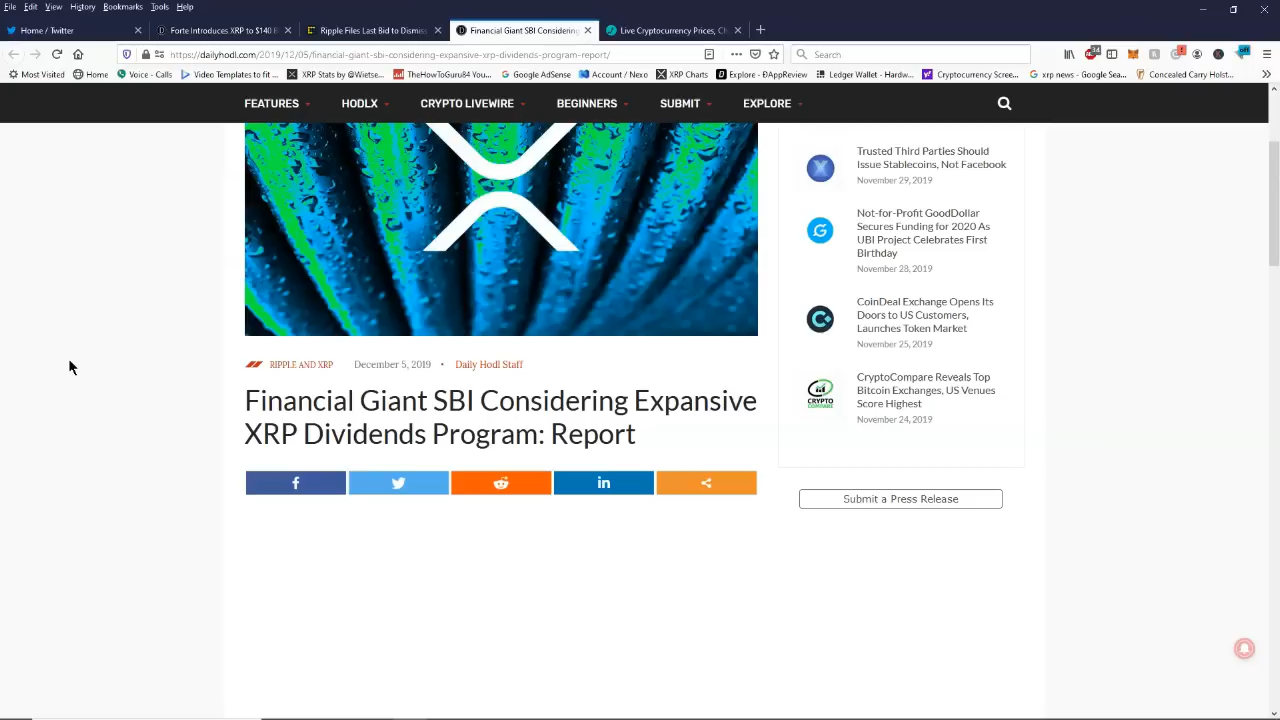 File Edit View History Bookmarks Tools Help
Home / Twitter
Forte Introduces XRP to $140 B
Ripple Files Last Bid to Dismiss
Financial Giant SBI Considering
Live Cryptocurrency Prices, Ch
https://dailyhodl.com/2019/12/05/financial-giant-sbi-considering-expansive-xrp-dividends-program-report/
Search
Most Visited Home Voice - Calls Video Templates to fit ... XRP Stats by @Wietse... TheHowToGuru84 You... Google AdSense Account / Nexo XRP Charts Explore - ÐAppReview Ledger Wallet - Hardw... Cryptocurrency Scree... xrp news - Google Sea... Concealed Carry Holst...
FEATURES HODLX CRYPTO LIVEWIRE BEGINNERS SUBMIT EXPLORE
RIPPLE AND XRP December 5, 2019 • Daily Hodl Staff
Financial Giant SBI Considering Expansive
XRP Dividends Program: Report
Trusted Third Parties Should
Issue Stablecoins, Not Facebook
November 29, 2019
Not-for-Profit GoodDollar
Secures Funding for 2020 As
UBI Project Celebrates First
Birthday
November 28, 2019
CoinDeal Exchange Opens Its
Doors to US Customers,
Launches Token Market
November 25, 2019
CRYPTO
COMPARE
CryptoCompare Reveals Top
Bitcoin Exchanges, US Venues
Score Highest
November 24, 2019
Submit a Press Release